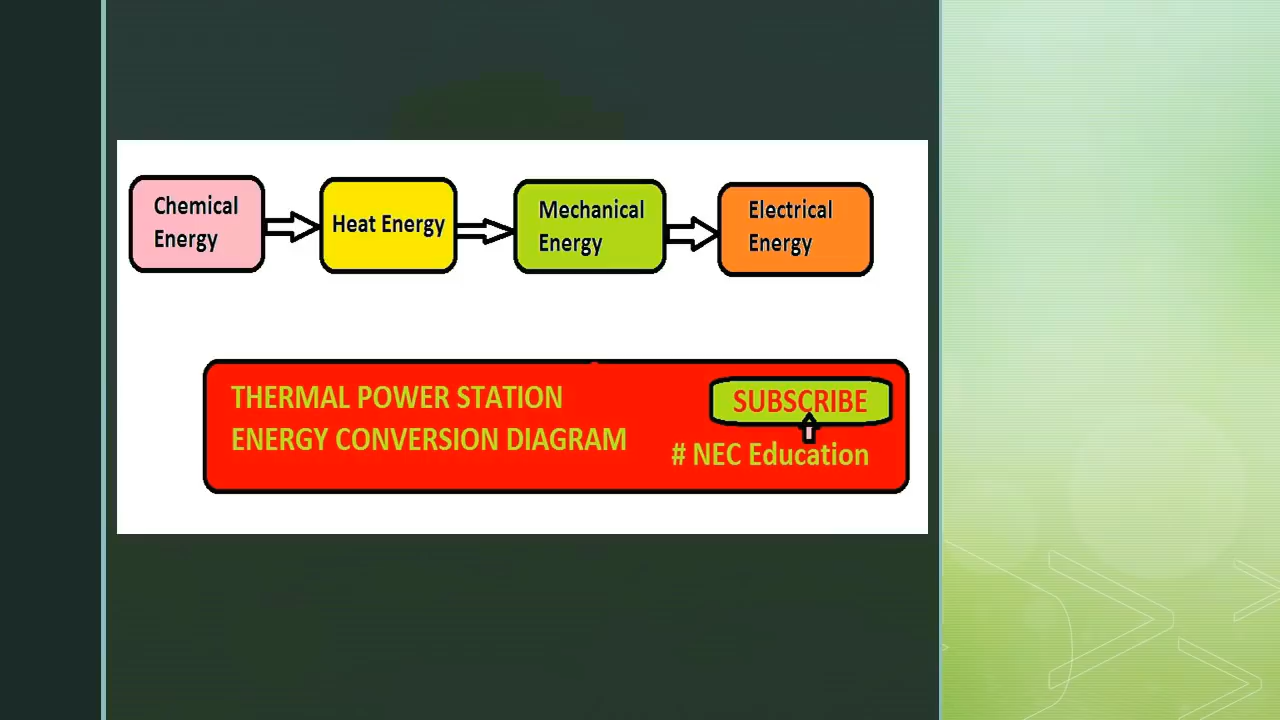 Chemical
Energy
Heat Energy
Mechanical
Energy
Electrical
Energy
THERMAL POWER STATION
ENERGY CONVERSION DIAGRAM
SUBSCRIBE
# NEC Education